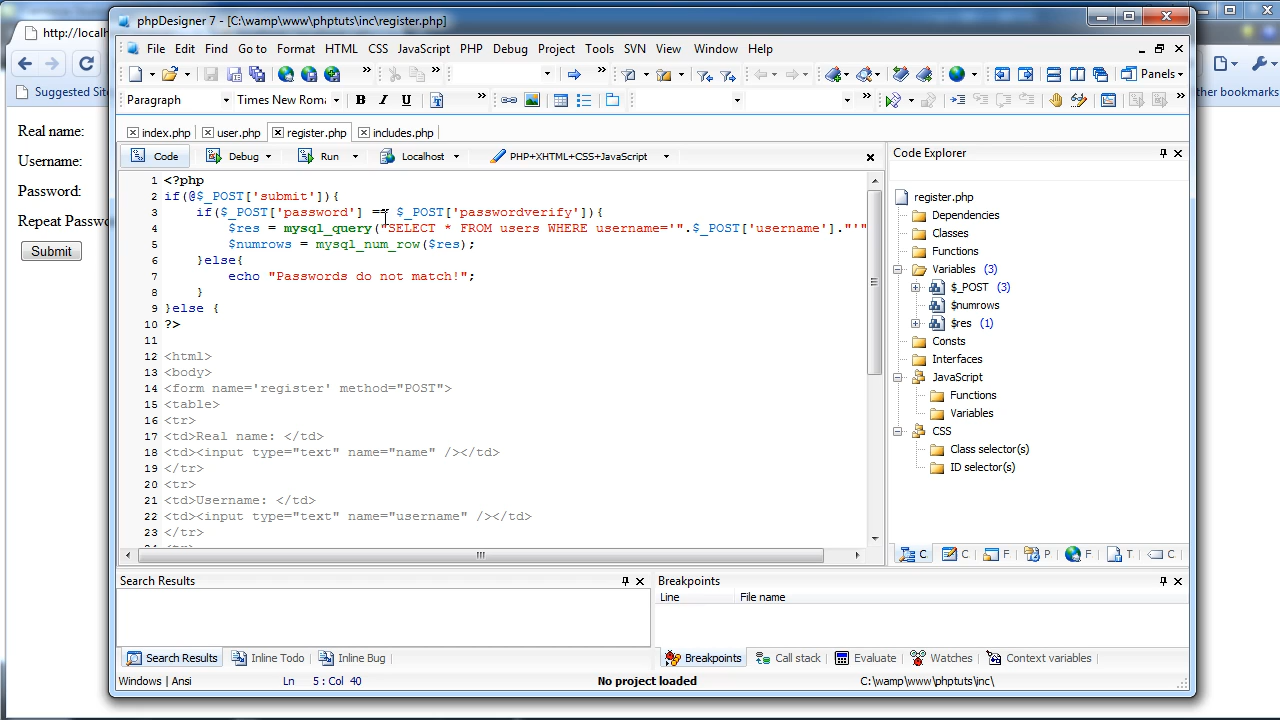 phpDesigner 7 - [C:\wamp\www\phptuts\inc\register.php]
http://localh
Suggested Site
ther bookmarks
File Edit Find Go to Format HTML CSS JavaScript PHP Debug Project Tools SVN View Window Help
Panels
Paragraph Times New Rom: B I U
index.php user.php register.php includes.php
Code Debug Run Localhost PHP+XHTML+CSS+JavaScript
1 <?php
2 if(@$_POST['submit']){
3 if($_POST['password'] == $_POST['passwordverify']){
4 $res = mysql_query("SELECT * FROM users WHERE username='".$_POST['username']."'"
5 $numrows = mysql_num_row($res);
6 }else{
7 echo "Passwords do not match!";
8 }
9 }else {
10 ?>
11
12 <html>
13 <body>
14 <form name='register' method="POST">
15 <table>
16 <tr>
17 <td>Real name: </td>
18 <td><input type="text" name="name" /></td>
19 </tr>
20 <tr>
21 <td>Username: </td>
22 <td><input type="text" name="username" /></td>
23 </tr>
Real name:
Username:
Password:
Repeat Passwo
Submit
Code Explorer
register.php
Dependencies
Classes
Functions
Variables (3)
$_POST (3)
$numrows
$res (1)
Consts
Interfaces
JavaScript
Functions
Variables
CSS
Class selector(s)
ID selector(s)
C C F P F T C
Search Results
Breakpoints
Line File name
Search Results Inline Todo Inline Bug
Breakpoints Call stack Evaluate Watches Context variables
Windows | Ansi Ln 5 : Col 40 No project loaded C:\wamp\www\phptuts\inc\